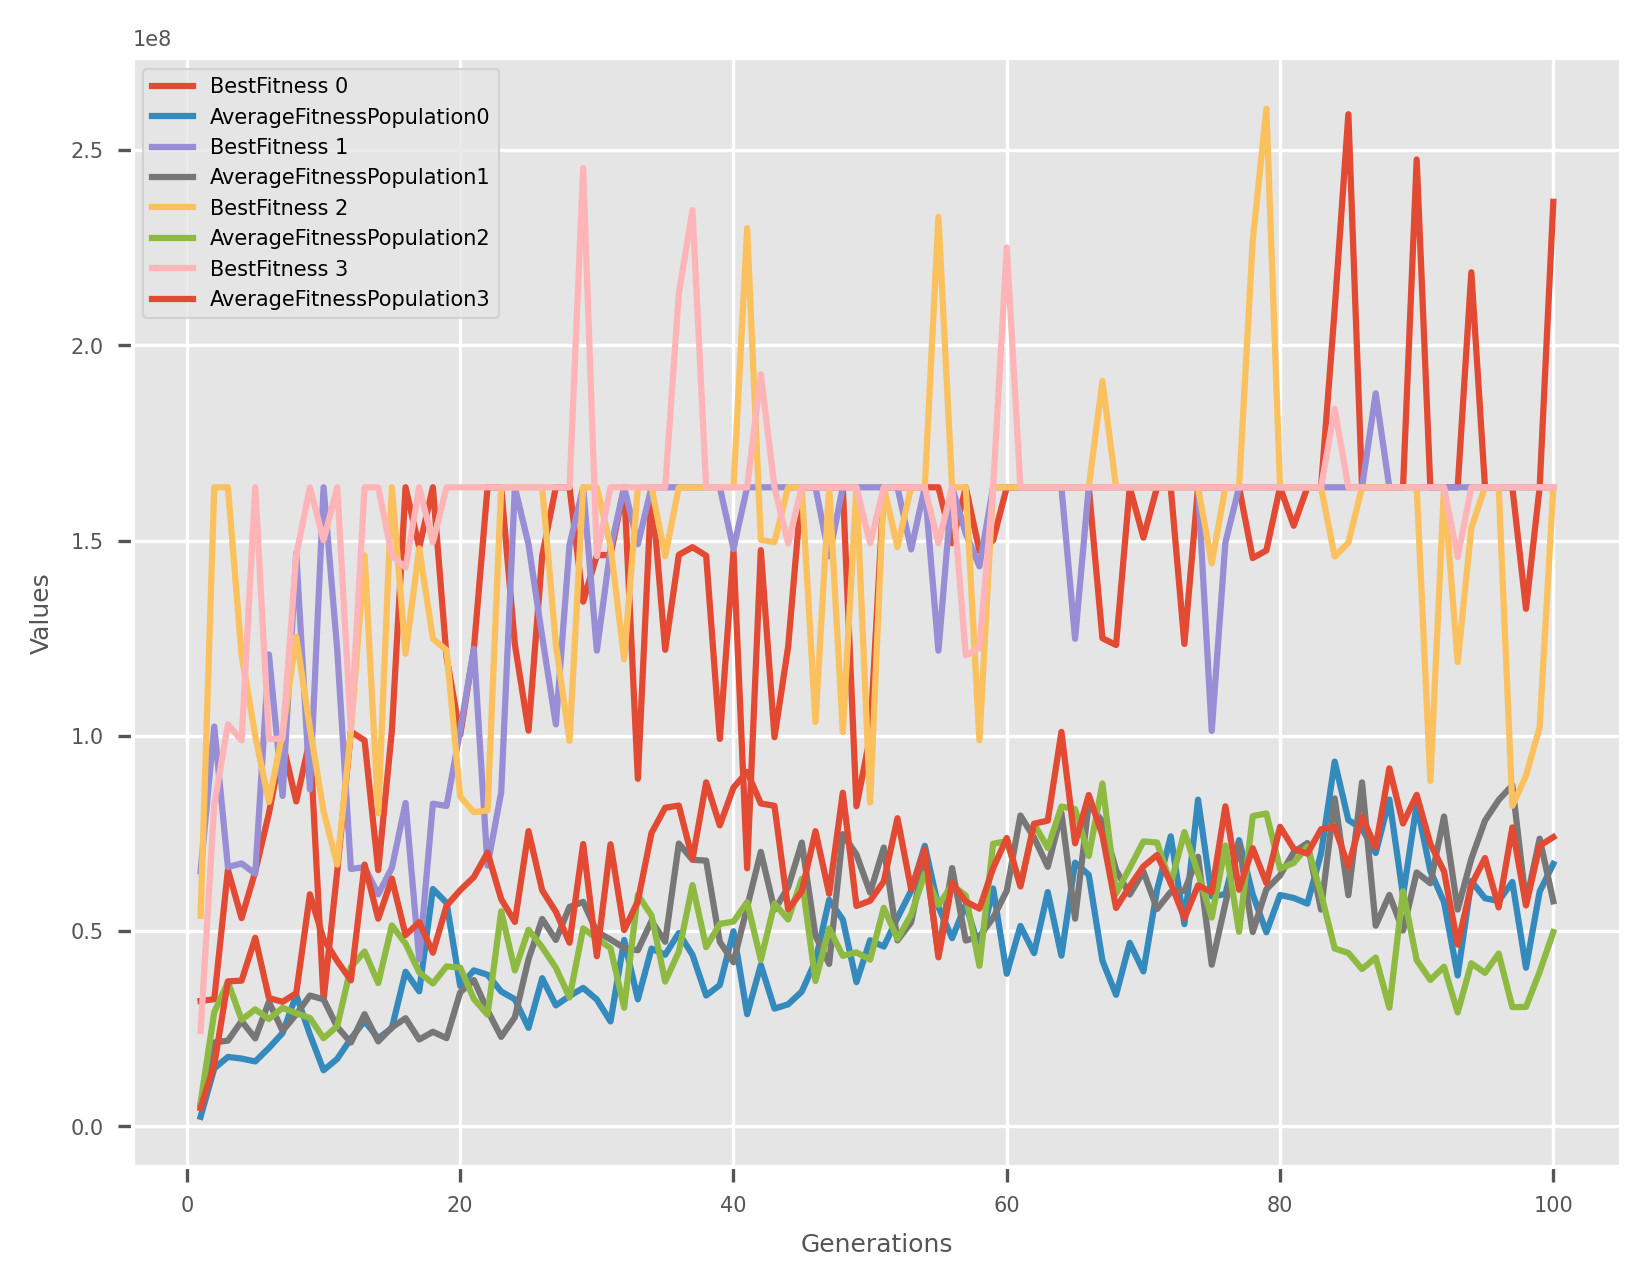 1e8
BestFitness 0
AverageFitnessPopulation0
BestFitness 1
AverageFitnessPopulation1
BestFitness 2
AverageFitnessPopulation2
BestFitness 3
AverageFitnessPopulation3
2.5
2.0
1.5
1.0
0.5
0.0
Values
0 20 40 60 80 100
Generations